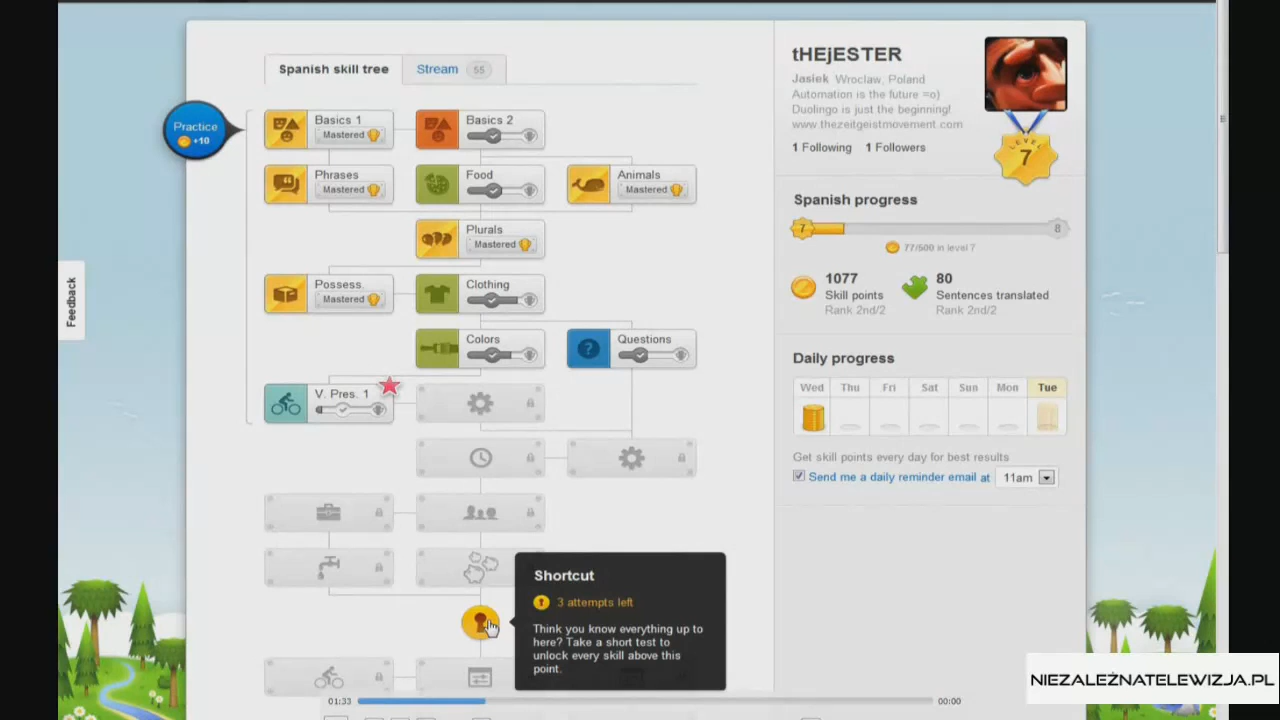 Spanish skill tree
Stream 55
Practice
+10
Basics 1
Mastered
Basics 2
Phrases
Mastered
Food
Animals
Mastered
Plurals
Mastered
Possess.
Mastered
Clothing
Colors
Questions
V. Pres. 1
Feedback
Shortcut
3 attempts left
Think you know everything up to
here? Take a short test to
unlock every skill above this
point.
tHEjESTER
Jasiek Wroclaw, Poland
Automation is the future =o)
Duolingo is just the beginning!
www.thezeitgeistmovement.com
1 Following 1 Followers
LEVEL
7
Spanish progress
7
8
77/500 in level 7
1077
Skill points
Rank 2nd/2
80
Sentences translated
Rank 2nd/2
Daily progress
Wed Thu Fri Sat Sun Mon Tue
Get skill points every day for best results
Send me a daily reminder email at 11am
01:33
00:00
NIEZALEŻNATELEWIZJA.PL